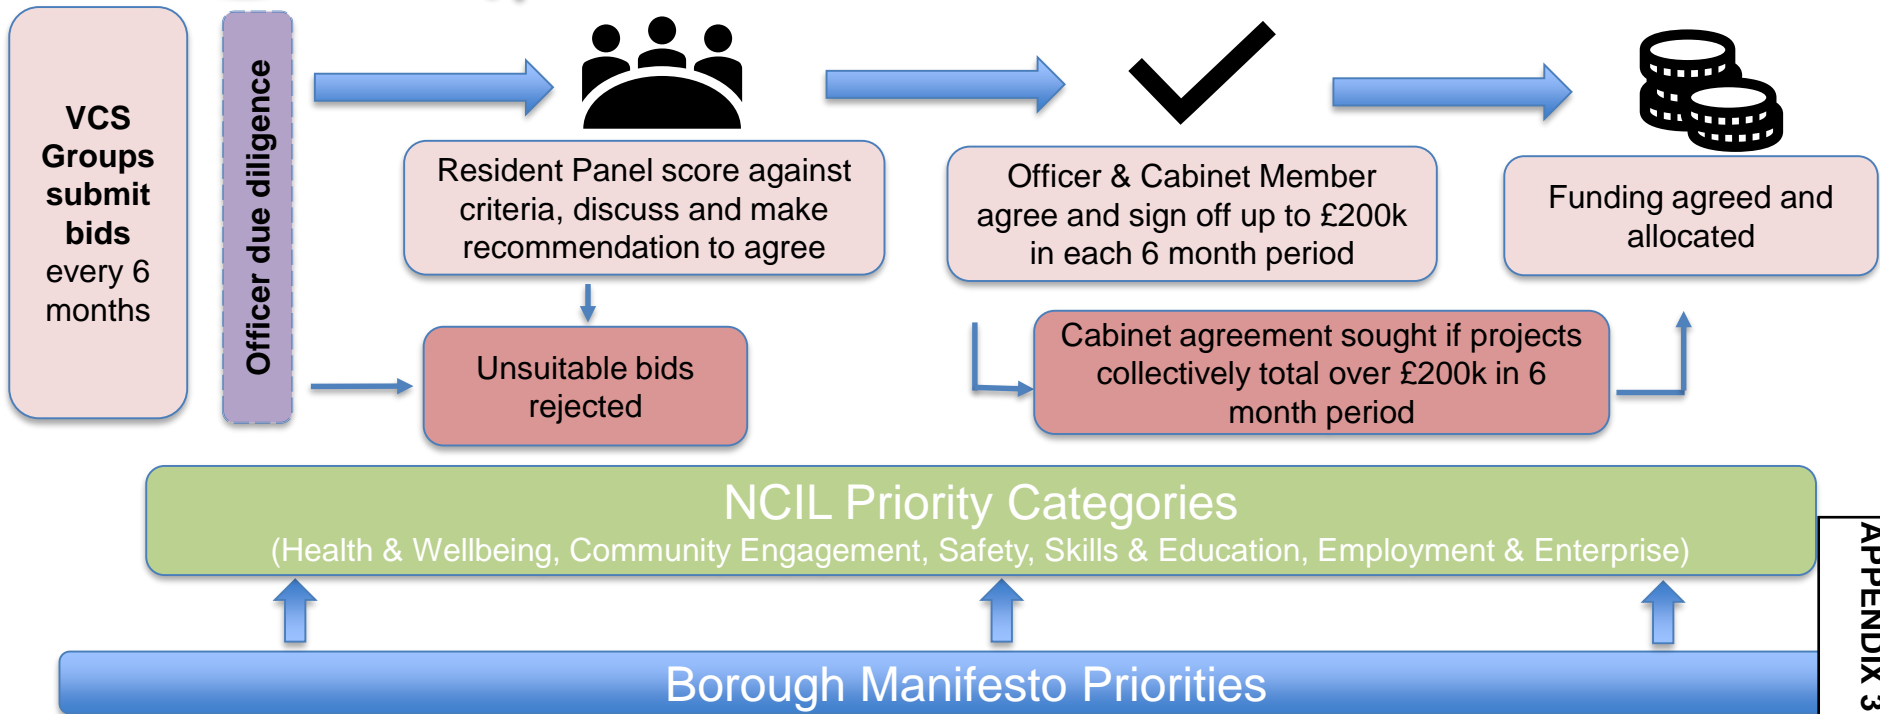 VCS
Groups
submit
bids
every 6
months
Officer due diligence
Resident Panel score against
criteria, discuss and make
recommendation to agree
Officer & Cabinet Member
agree and sign off up to £200k
in each 6 month period
Funding agreed and
allocated
Unsuitable bids
rejected
Cabinet agreement sought if projects
collectively total over £200k in 6
month period
NCIL Priority Categories
(Health & Wellbeing, Community Engagement, Safety, Skills & Education, Employment & Enterprise)
Borough Manifesto Priorities
APPENDIX 3